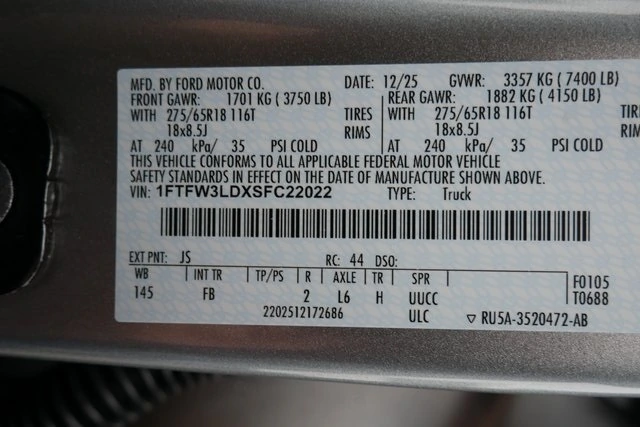 MFD. BY FORD MOTOR CO. DATE: 12/25 GVWR: 3357 KG ( 7400 LB)
FRONT GAWR: 1701 KG ( 3750 LB) REAR GAWR: 1882 KG ( 4150 LB)
WITH 275/65R18 116T TIRES WITH 275/65R18 116T TIRES
18x8.5J RIMS 18x8.5J RIMS
AT 240 kPa/ 35 PSI COLD AT 240 kPa/ 35 PSI COLD
THIS VEHICLE CONFORMS TO ALL APPLICABLE FEDERAL MOTOR VEHICLE
SAFETY STANDARDS IN EFFECT ON THE DATE OF MANUFACTURE SHOWN ABOVE.
VIN: 1FTFW3LDXSFC22022 TYPE: Truck
EXT PNT: JS RC: 44 DSO:
WB INT TR TP/PS R AXLE TR SPR F0105
145 FB 2 L6 H UUCC T0688
2202512172686 ULC ▽ RU5A-3520472-AB